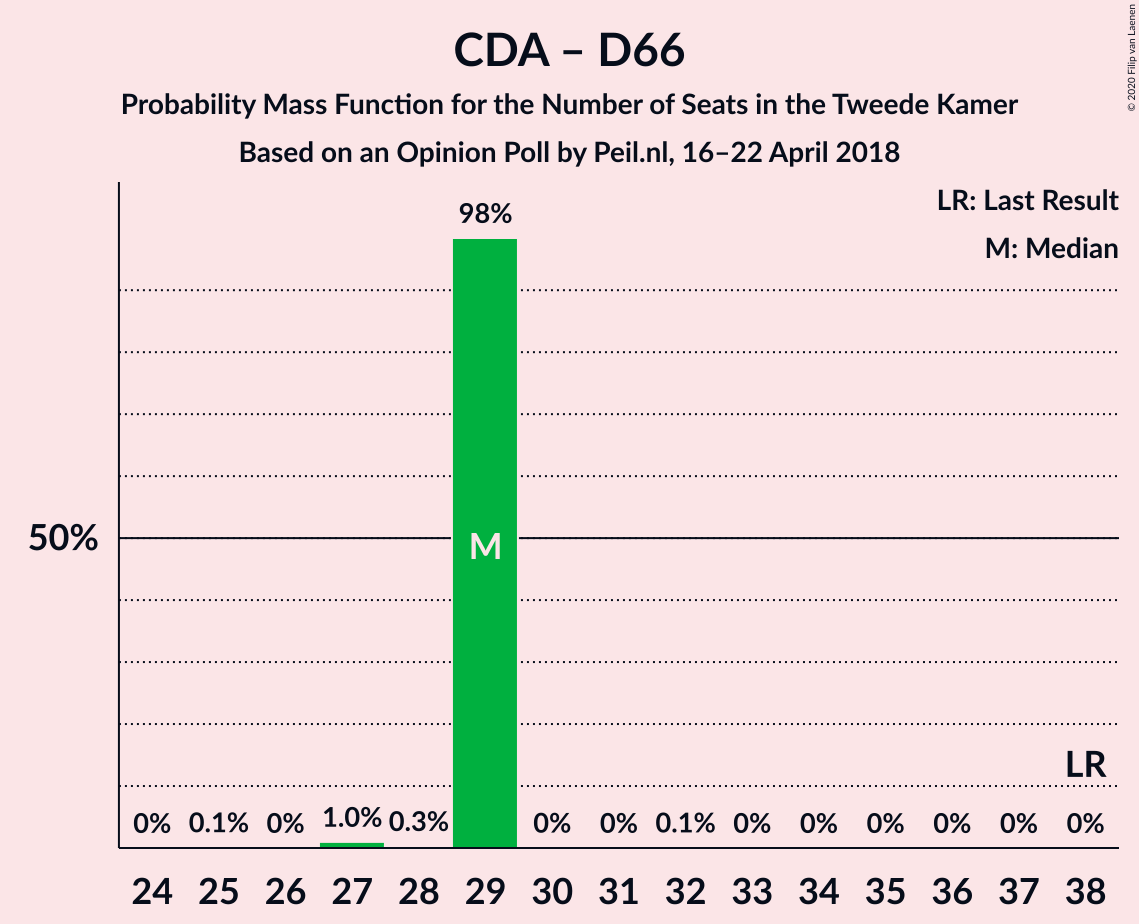 CDA – D66
Probability Mass Function for the Number of Seats in the Tweede Kamer
Based on an Opinion Poll by Peil.nl, 16–22 April 2018
© 2020 Filip van Laenen
LR: Last Result
M: Median
98%
50%
M
LR
0% 0.1% 0% 1.0% 0.3% 0% 0% 0.1% 0% 0% 0% 0% 0% 0%
24 25 26 27 28 29 30 31 32 33 34 35 36 37 38